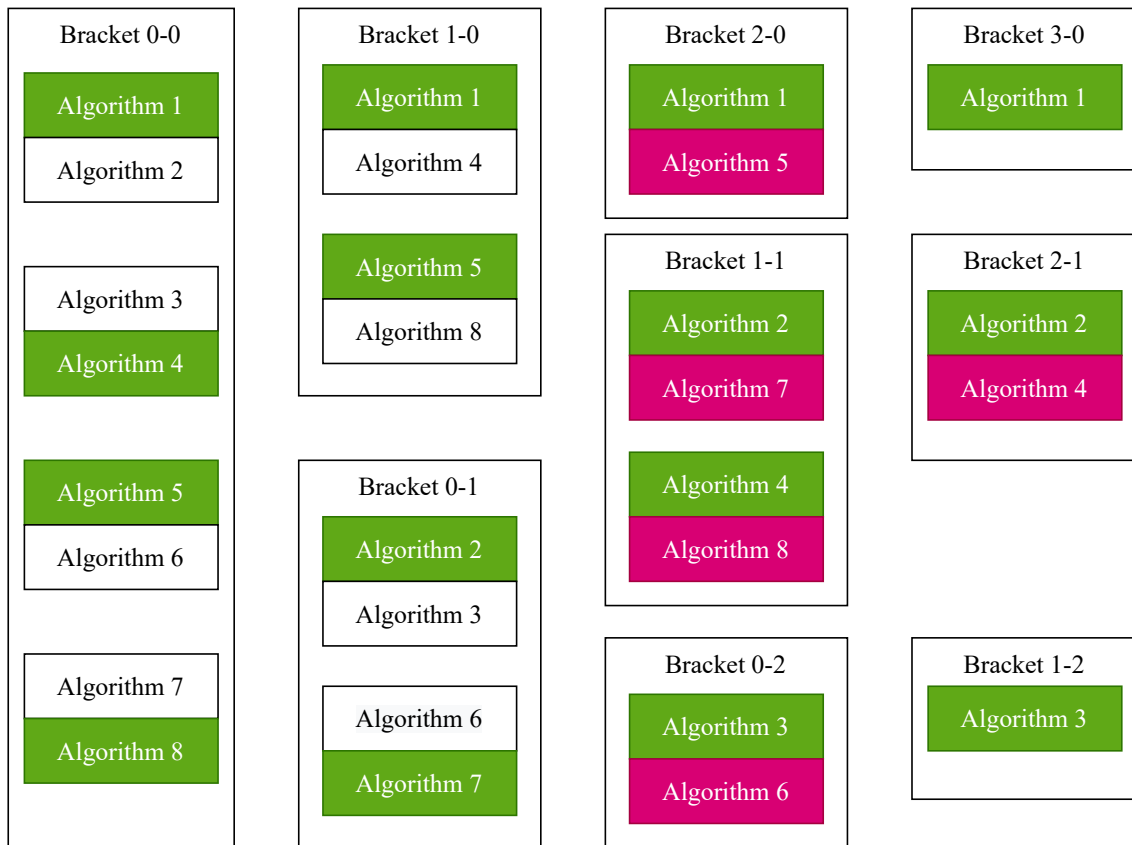 Bracket 0-0
Algorithm 1
Algorithm 2
Algorithm 3
Algorithm 4
Algorithm 5
Algorithm 6
Algorithm 7
Algorithm 8
Bracket 1-0
Algorithm 1
Algorithm 4
Algorithm 5
Algorithm 8
Bracket 0-1
Algorithm 2
Algorithm 3
Algorithm 6
Algorithm 7
Bracket 2-0
Algorithm 1
Algorithm 5
Bracket 1-1
Algorithm 2
Algorithm 7
Algorithm 4
Algorithm 8
Bracket 0-2
Algorithm 3
Algorithm 6
Bracket 3-0
Algorithm 1
Bracket 2-1
Algorithm 2
Algorithm 4
Bracket 1-2
Algorithm 3